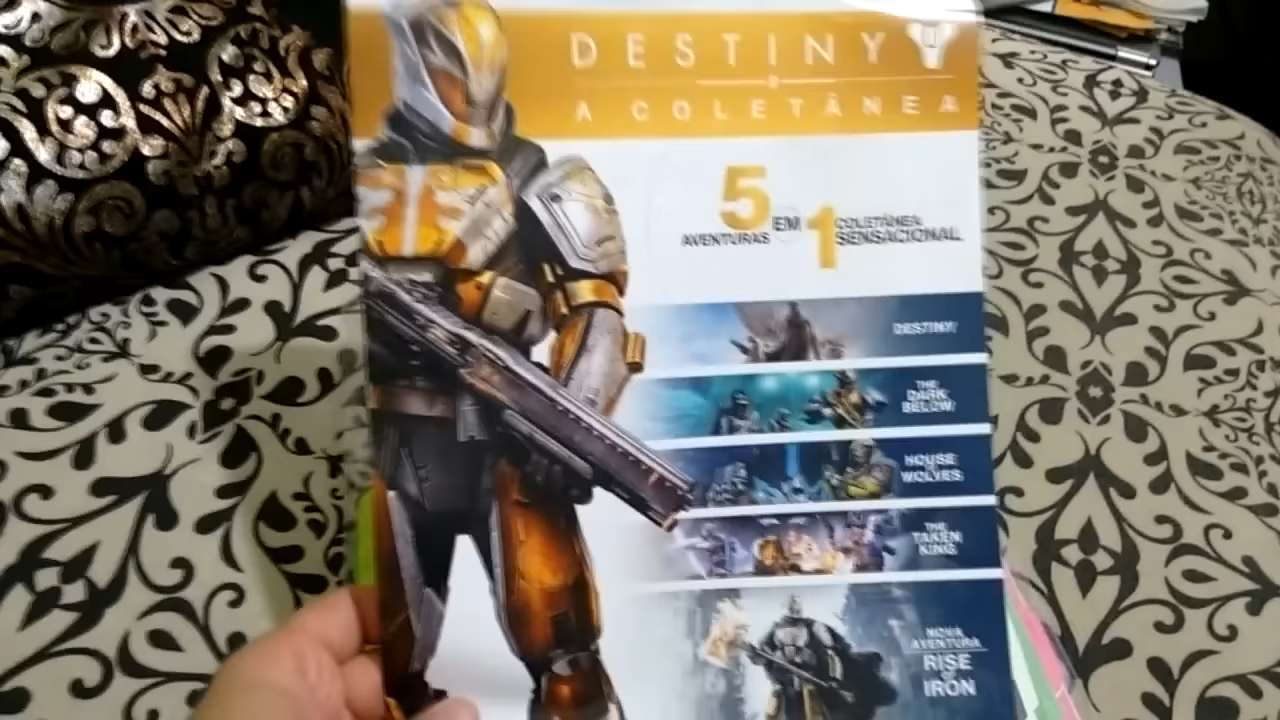 DESTINY
A COLETÂNEA
5 AVENTURAS EM 1 COLETÂNEA SENSACIONAL
DESTINY
THE
DARK
BELOW
HOUSE
OF
WOLVES
THE
TAKEN
KING
NOVA
AVENTURA
RISE
OF
IRON